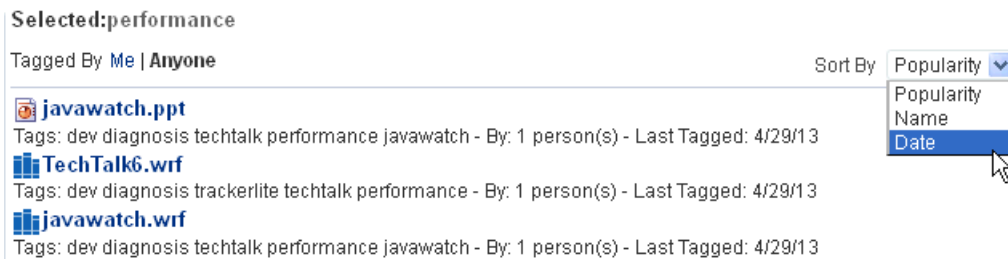 Selected:performance
Tagged By Me | Anyone
Sort By Popularity
Popularity
Name
Date
javawatch.ppt
Tags: dev diagnosis techtalk performance javawatch - By: 1 person(s) - Last Tagged: 4/29/13
TechTalk6.wrf
Tags: dev diagnosis trackerlite techtalk performance - By: 1 person(s) - Last Tagged: 4/29/13
javawatch.wrf
Tags: dev diagnosis techtalk performance javawatch - By: 1 person(s) - Last Tagged: 4/29/13